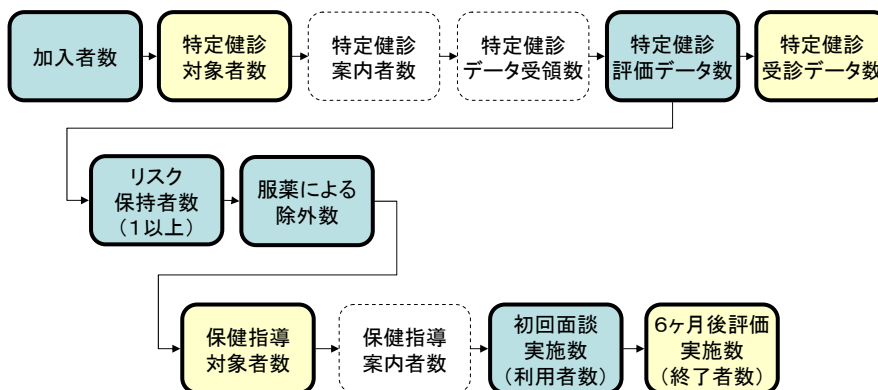 加入者数
特定健診
対象者数
特定健診
案内者数
特定健診
データ受領数
特定健診
評価データ数
特定健診
受診データ数
リスク
保持者数
（１以上）
服薬による
除外数
保健指導
対象者数
保健指導
案内者数
初回面談
実施数
（利用者数）
６ヶ月後評価
実施数
（終了者数）